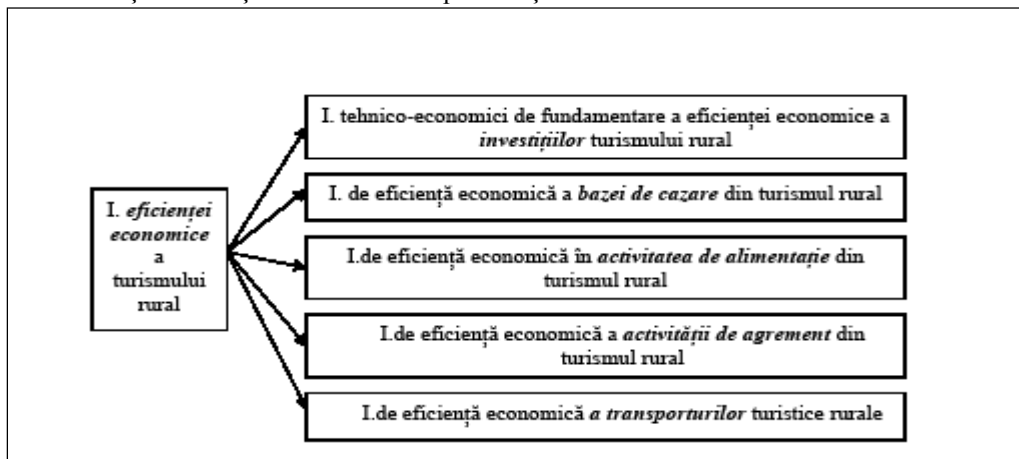 I. tehnico-economici de fundamentare a eficienței economice a
investițiilor turismului rural
I. de eficiență economică a bazei de cazare din turismul rural
I. eficienței
economice
a
turismului
rural
I.de eficiență economică în activitatea de alimentație din
turismul rural
I.de eficiență economică a activității de agrement din
turismul rural
I.de eficiență economică a transporturilor turistice rurale